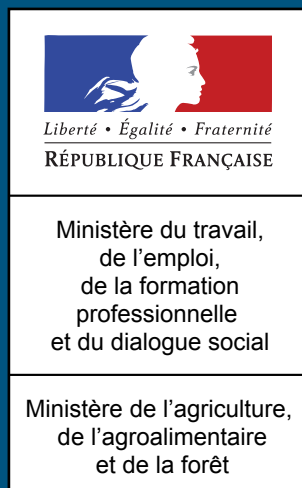 Liberté • Égalité • Fraternité
RÉPUBLIQUE FRANÇAISE
Ministère du travail,
de l’emploi,
de la formation
professionnelle
et du dialogue social
Ministère de l’agriculture,
de l’agroalimentaire
et de la forêt